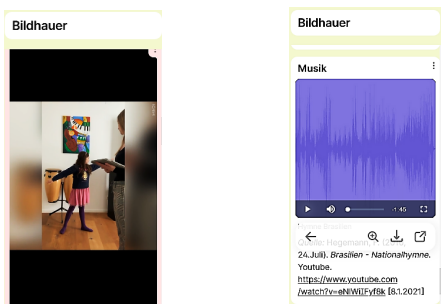 Bildhauer
Bildhauer
Musik
-1:45
Quelle: Hegemann,
24.Juli). Brasilien - Nationalhymne.
Youtube.
https://www.youtube.com
/watch?v=eNlWiIFyf8k [8.1.2021]